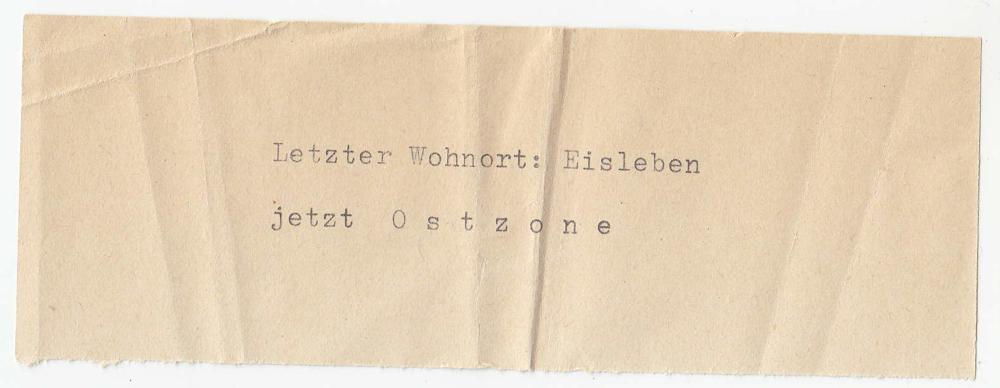 Letzter Wohnort: Eisleben
jetzt O s t z o n e